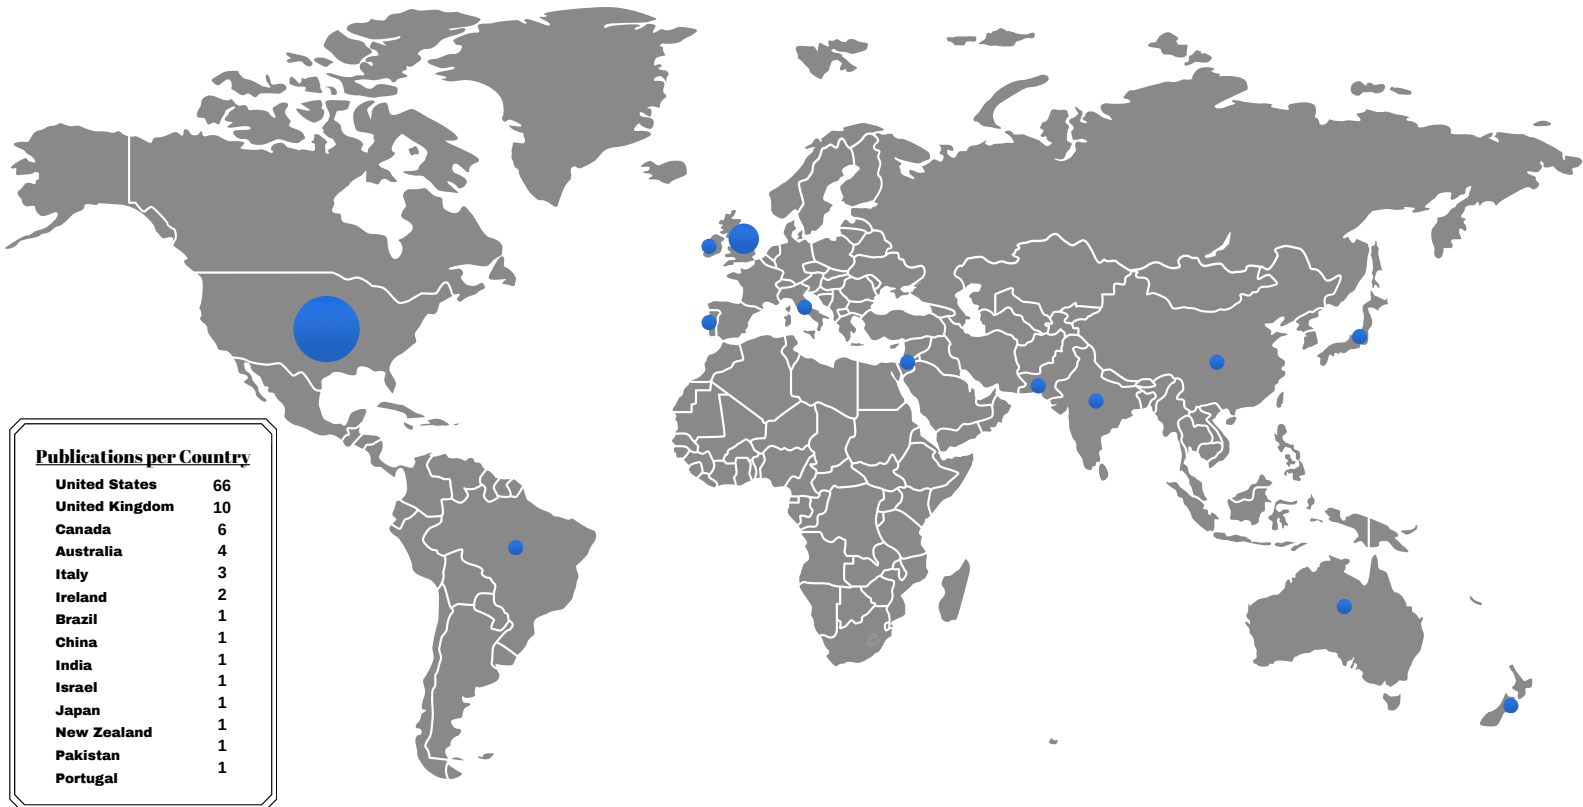 Publications per Country
United States 66
United Kingdom 10
Canada 6
Australia 4
Italy 3
Ireland 2
Brazil 1
China 1
India 1
Israel 1
Japan 1
New Zealand 1
Pakistan 1
Portugal 1